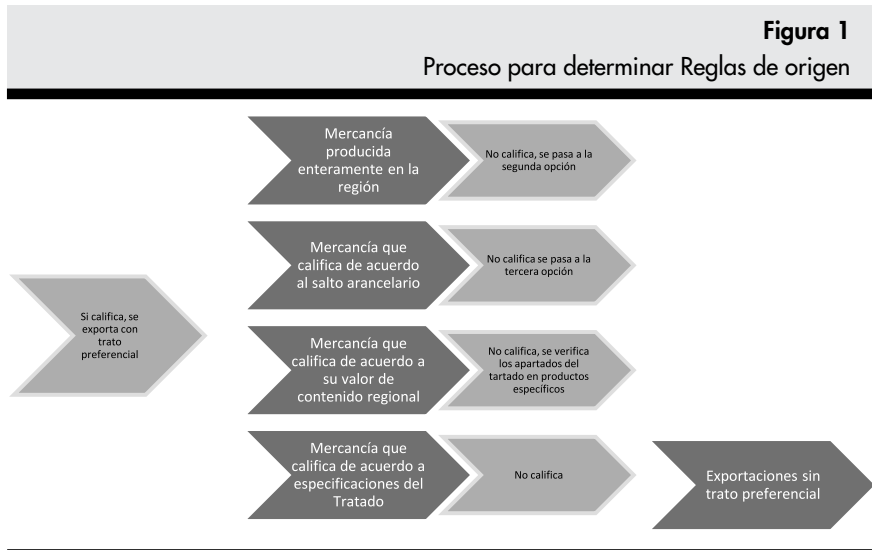 Figura 1
Proceso para determinar Reglas de origen
Mercancía
producida
enteramente en la
región
No califica, se pasa a la
segunda opción
Mercancía que
califica de acuerdo
al salto arancelario
No califica se pasa a la
tercera opción
Si califica, se
exporta con
trato
preferencial
Mercancía que
califica de acuerdo a
su valor de
contenido regional
No califica, se verifica
los apartados del
tartado en productos
específicos
Mercancía que
califica de acuerdo a
especificaciones del
Tratado
No califica
Exportaciones sin
trato preferencial